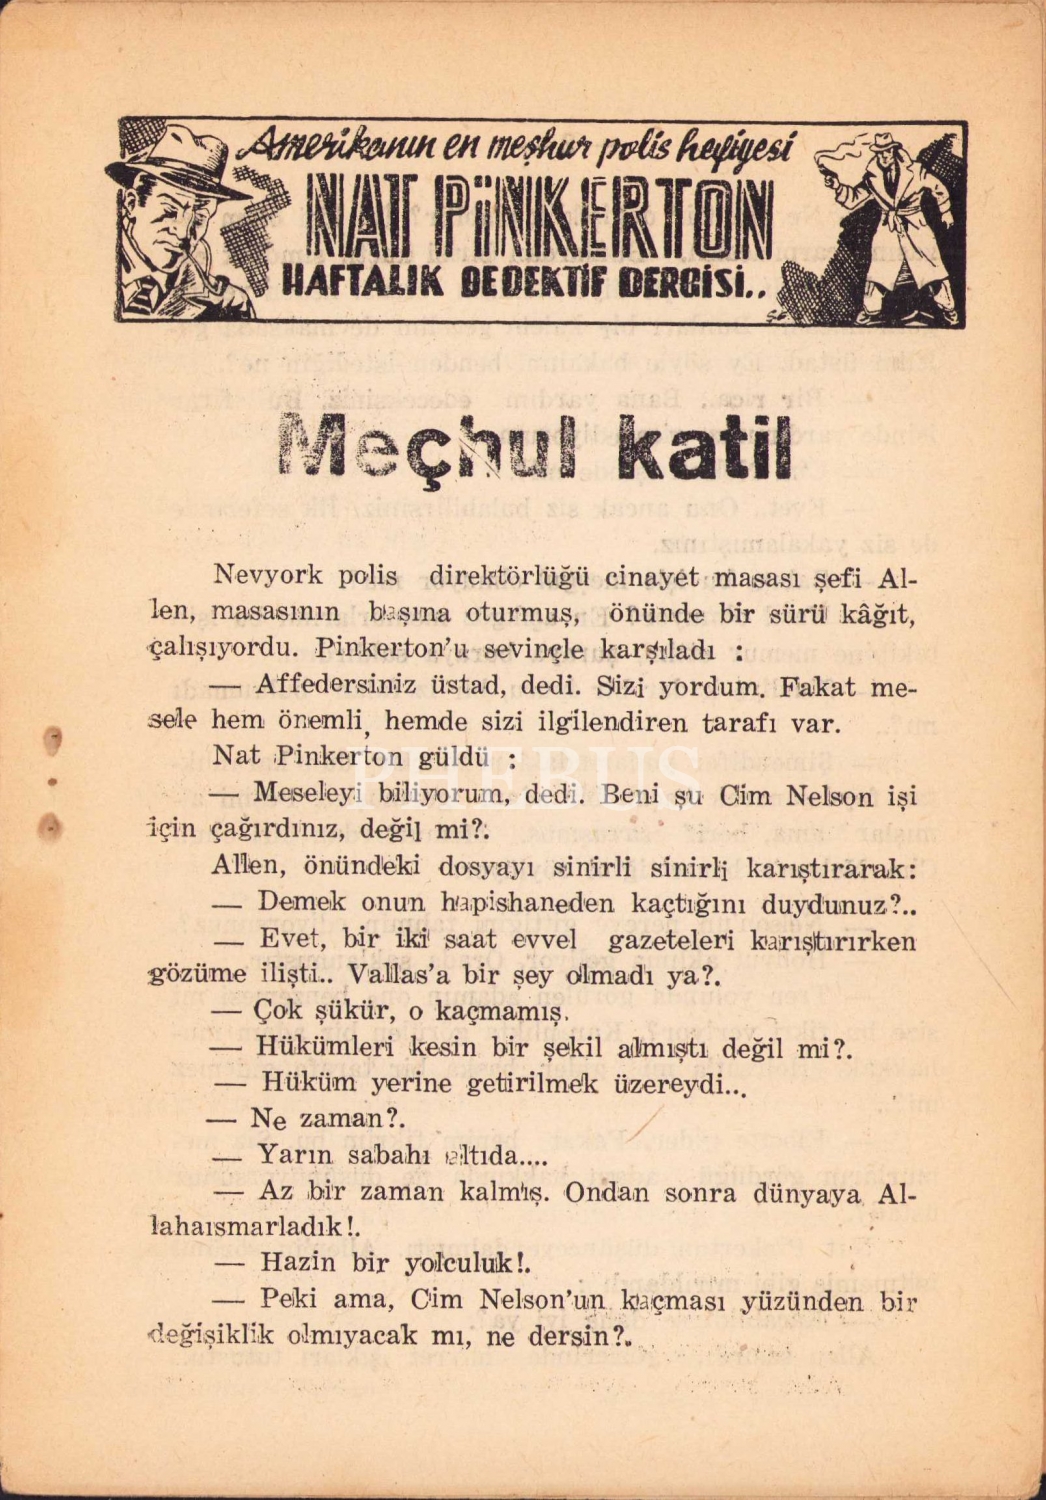 Amerikanın en meşhur polis hafiyesi
NAT PİNKERTON
HAFTALIK DEDEKTİF DERGİSİ..
Meçhul katil
Nevyork polis direktörlüğü cinayet masası şefi Al-
len, masasının başına oturmuş, önünde bir sürü kâğıt,
çalışıyordu. Pinkerton'u sevinçle karşıladı :
— Affedersiniz üstad, dedi. Sizi yordum. Fakat me-
sele hem önemli, hemde sizi ilgilendiren tarafı var.
Nat Pinkerton güldü :
PHEBUS
— Meseleyi biliyorum, dedi. Beni şu Cim Nelson işi
için çağırdınız, değil mi?.
Allen, önündeki dosyayı sinirli sinirli karıştırarak:
— Demek onun hapishaneden kaçtığını duydunuz?..
— Evet, bir iki saat evvel gazeteleri karıştırırken
gözüme ilişti.. Vallas'a bir şey olmadı ya?.
— Çok şükür, o kaçmamış.
— Hükümleri kesin bir şekil almıştı değil mi?.
— Hüküm yerine getirilmek üzereydi...
— Ne zaman?.
— Yarın sabahı altıda....
— Az bir zaman kalmış. Ondan sonra dünyaya Al-
lahaısmarladık!.
— Hazin bir yolculuk!.
— Peki ama, Cim Nelson'un kaçması yüzünden bir
değişiklik olmıyacak mı, ne dersin?.